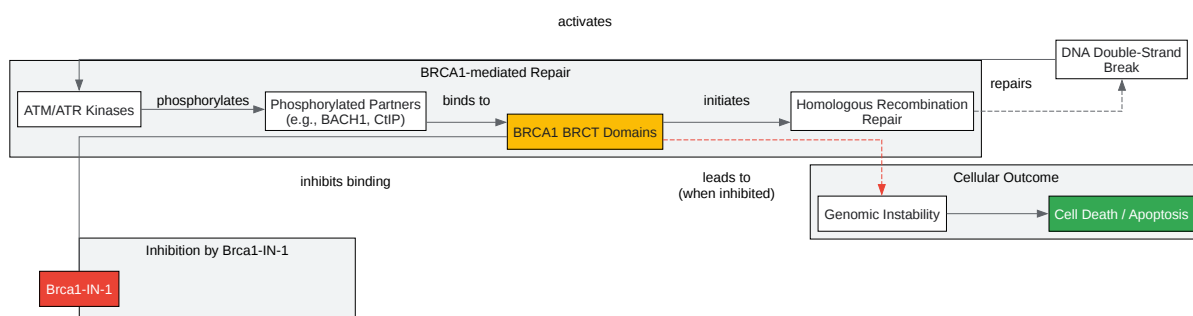 activates
DNA Double-Strand
Break
BRCA1-mediated Repair
repairs
ATM/ATR Kinases
phosphorylates
Phosphorylated Partners
(e.g., BACH1, CtIP)
binds to
BRCA1 BRCT Domains
initiates
Homologous Recombination
Repair
inhibits binding
leads to
(when inhibited)
Cellular Outcome
Genomic Instability
Cell Death / Apoptosis
Inhibition by Brca1-IN-1
Brca1-IN-1